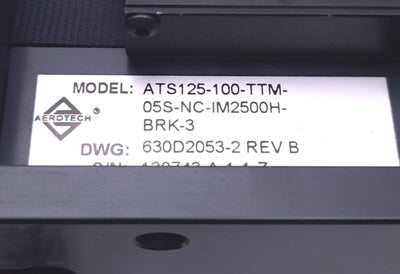 MODEL: ATS125-100-TTM-
05S-NC-IM2500H-
BRK-3
AEROTECH®
DWG: 630D2053-2 REV B